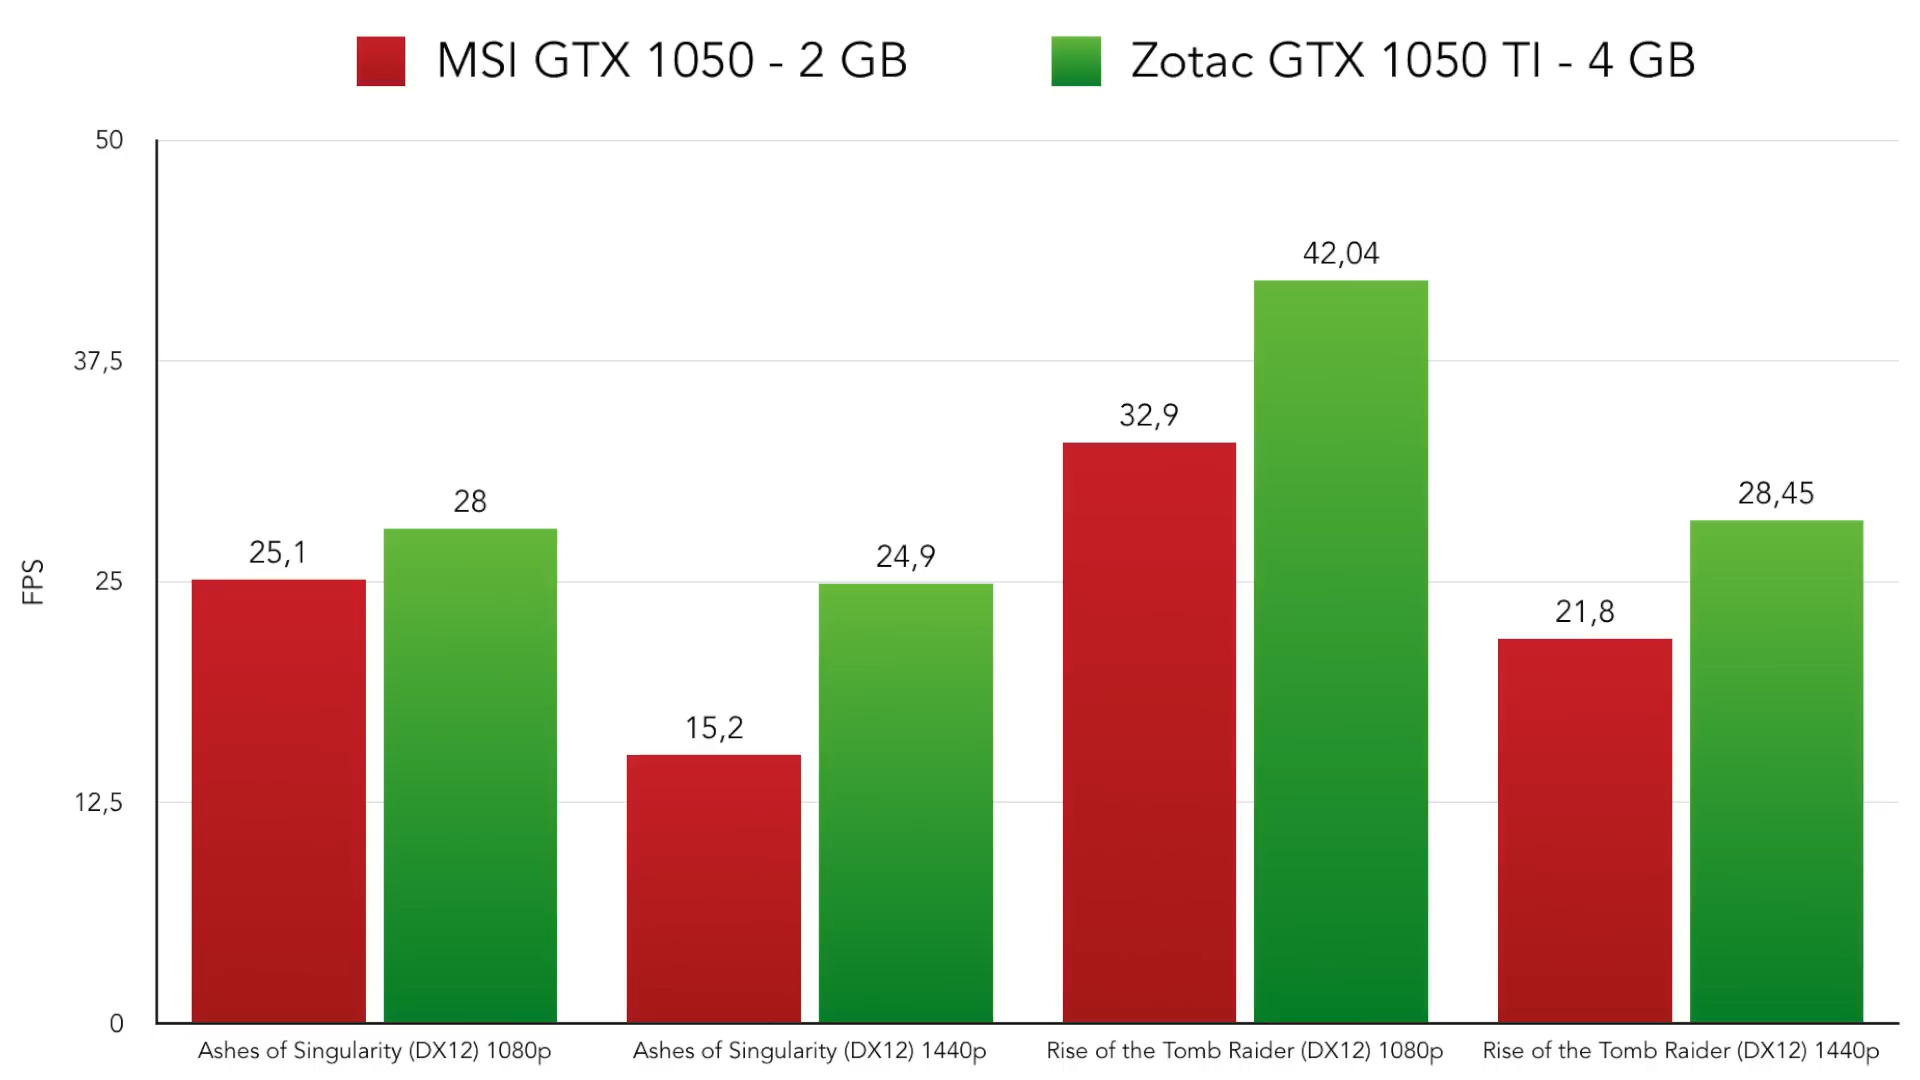 MSI GTX 1050 - 2 GB
Zotac GTX 1050 TI - 4 GB
50
37,5
25
12,5
0
FPS
25,1
28
15,2
24,9
32,9
42,04
21,8
28,45
Ashes of Singularity (DX12) 1080p
Ashes of Singularity (DX12) 1440p
Rise of the Tomb Raider (DX12) 1080p
Rise of the Tomb Raider (DX12) 1440p